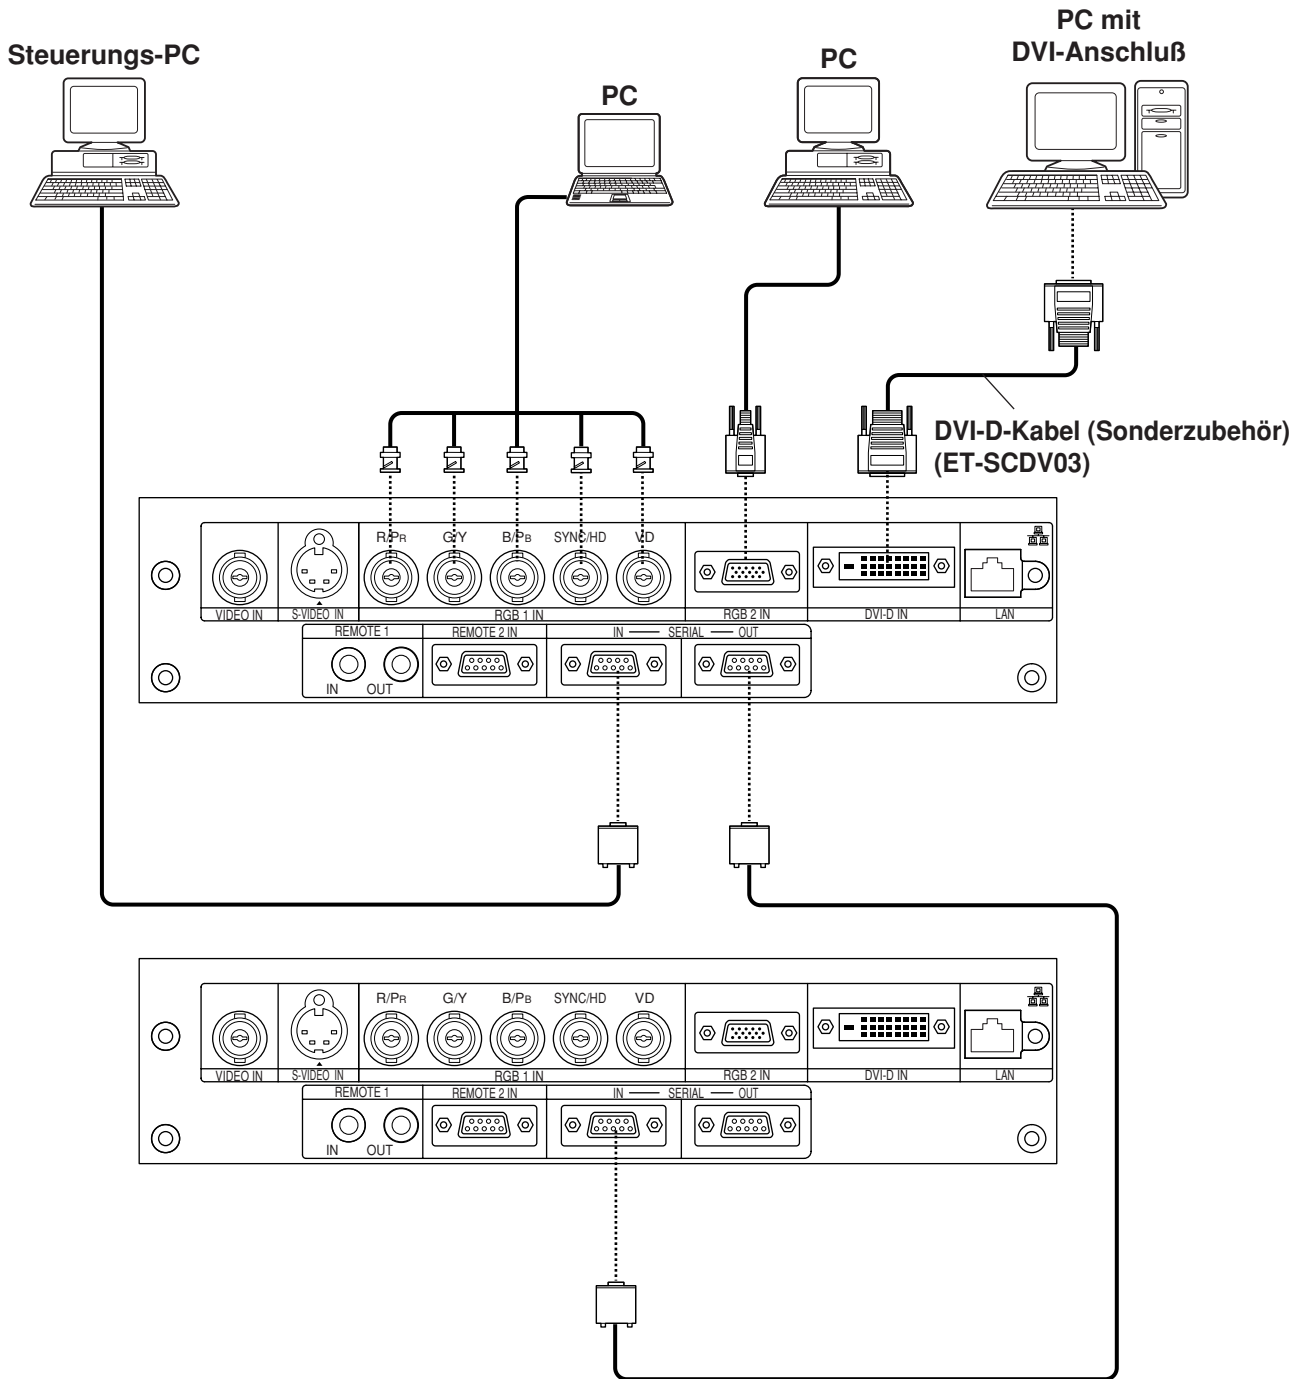 PC mit
DVI-Anschluß
Steuerungs-PC
PC
PC
DVI-D-Kabel (Sonderzubehör)
(ET-SCDV03)
R/PR G/Y B/PB SYNC/HD VD
VIDEO IN S-VIDEO IN RGB 1 IN RGB 2 IN DVI-D IN LAN
REMOTE 1 REMOTE 2 IN IN SERIAL OUT
IN OUT
R/PR G/Y B/PB SYNC/HD VD
VIDEO IN S-VIDEO IN RGB 1 IN RGB 2 IN DVI-D IN LAN
REMOTE 1 REMOTE 2 IN IN SERIAL OUT
IN OUT